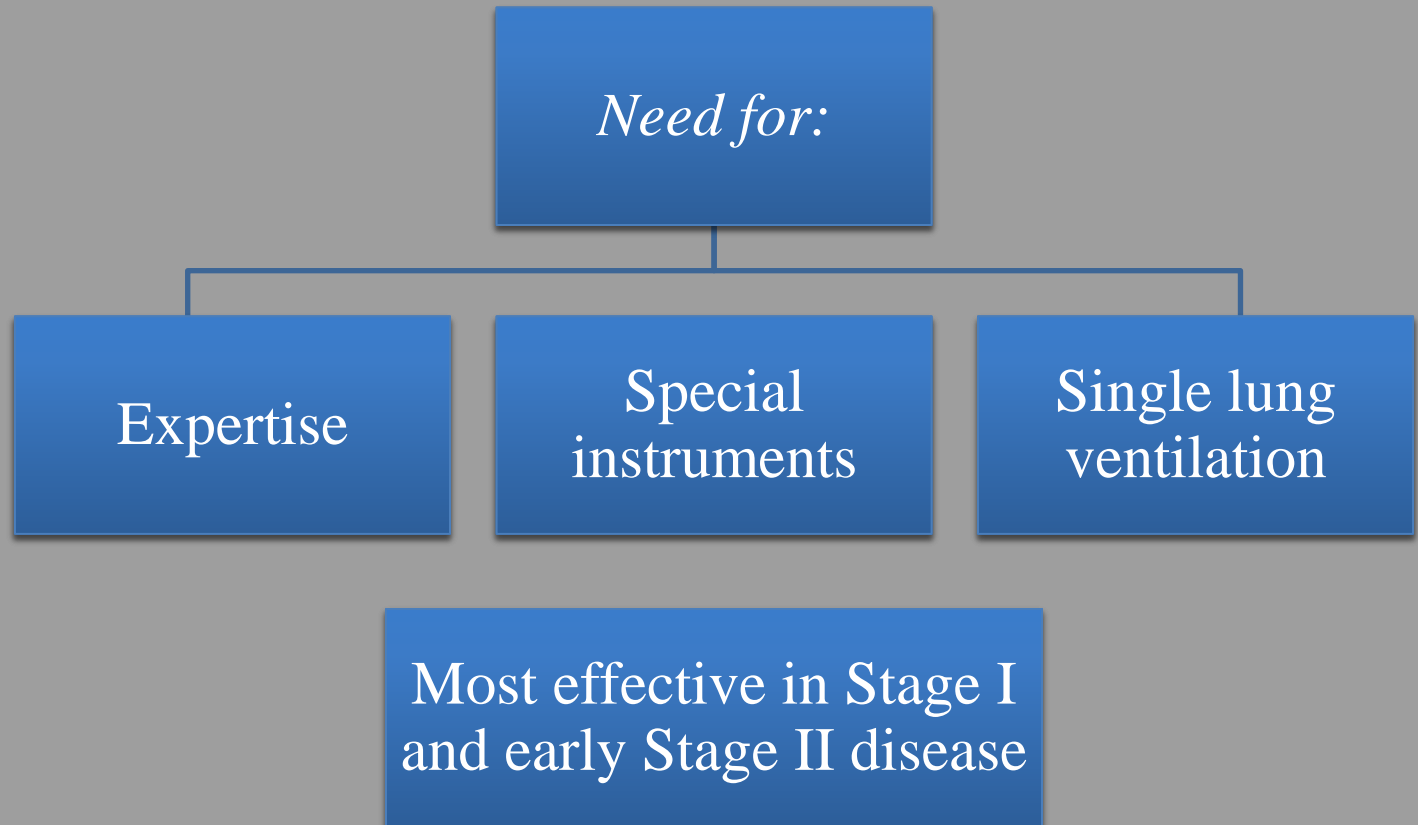 Need for:
Expertise
Special
instruments
Single lung
ventilation
Most effective in Stage I
and early Stage II disease